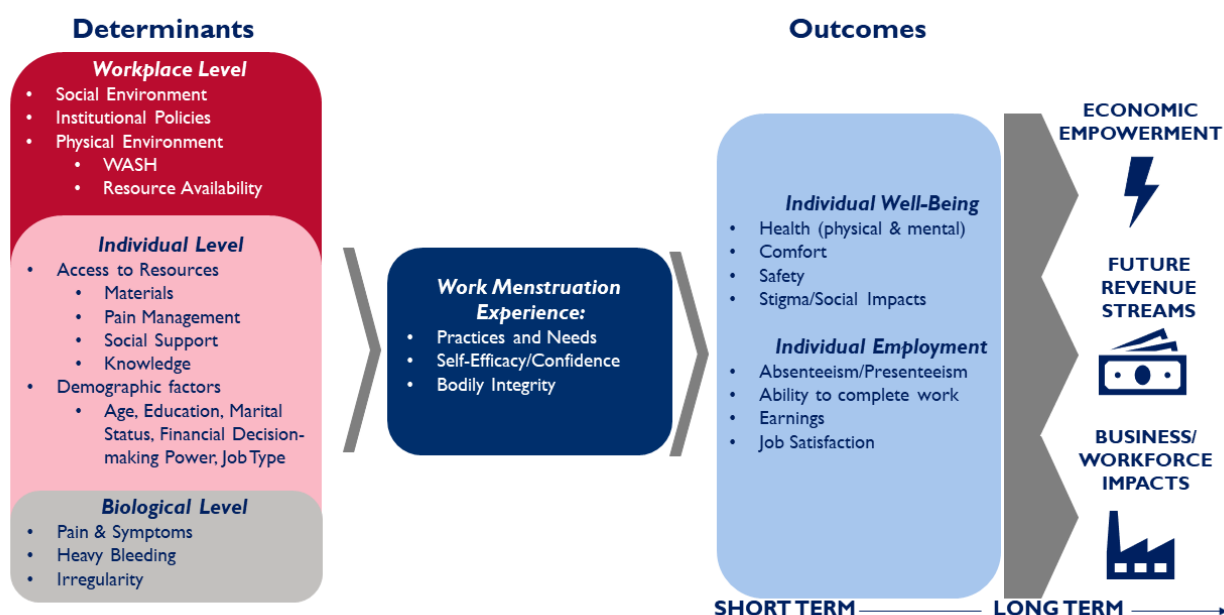 Determinants
Workplace Level
• Social Environment
• Institutional Policies
• Physical Environment
• WASH
• Resource Availability
Individual Level
• Access to Resources
• Materials
• Pain Management
• Social Support
• Knowledge
• Demographic factors
• Age, Education, Marital
Status, Financial Decision-
making Power, Job Type
Biological Level
• Pain & Symptoms
• Heavy Bleeding
• Irregularity
Work Menstruation
Experience:
• Practices and Needs
• Self-Efficacy/Confidence
• Bodily Integrity
Outcomes
Individual Well-Being
• Health (physical & mental)
• Comfort
• Safety
• Stigma/Social Impacts
Individual Employment
• Absenteeism/Presenteeism
• Ability to complete work
• Earnings
• Job Satisfaction
ECONOMIC
EMPOWERMENT
FUTURE
REVENUE
STREAMS
BUSINESS/
WORKFORCE
IMPACTS
SHORT TERM
LONG TERM